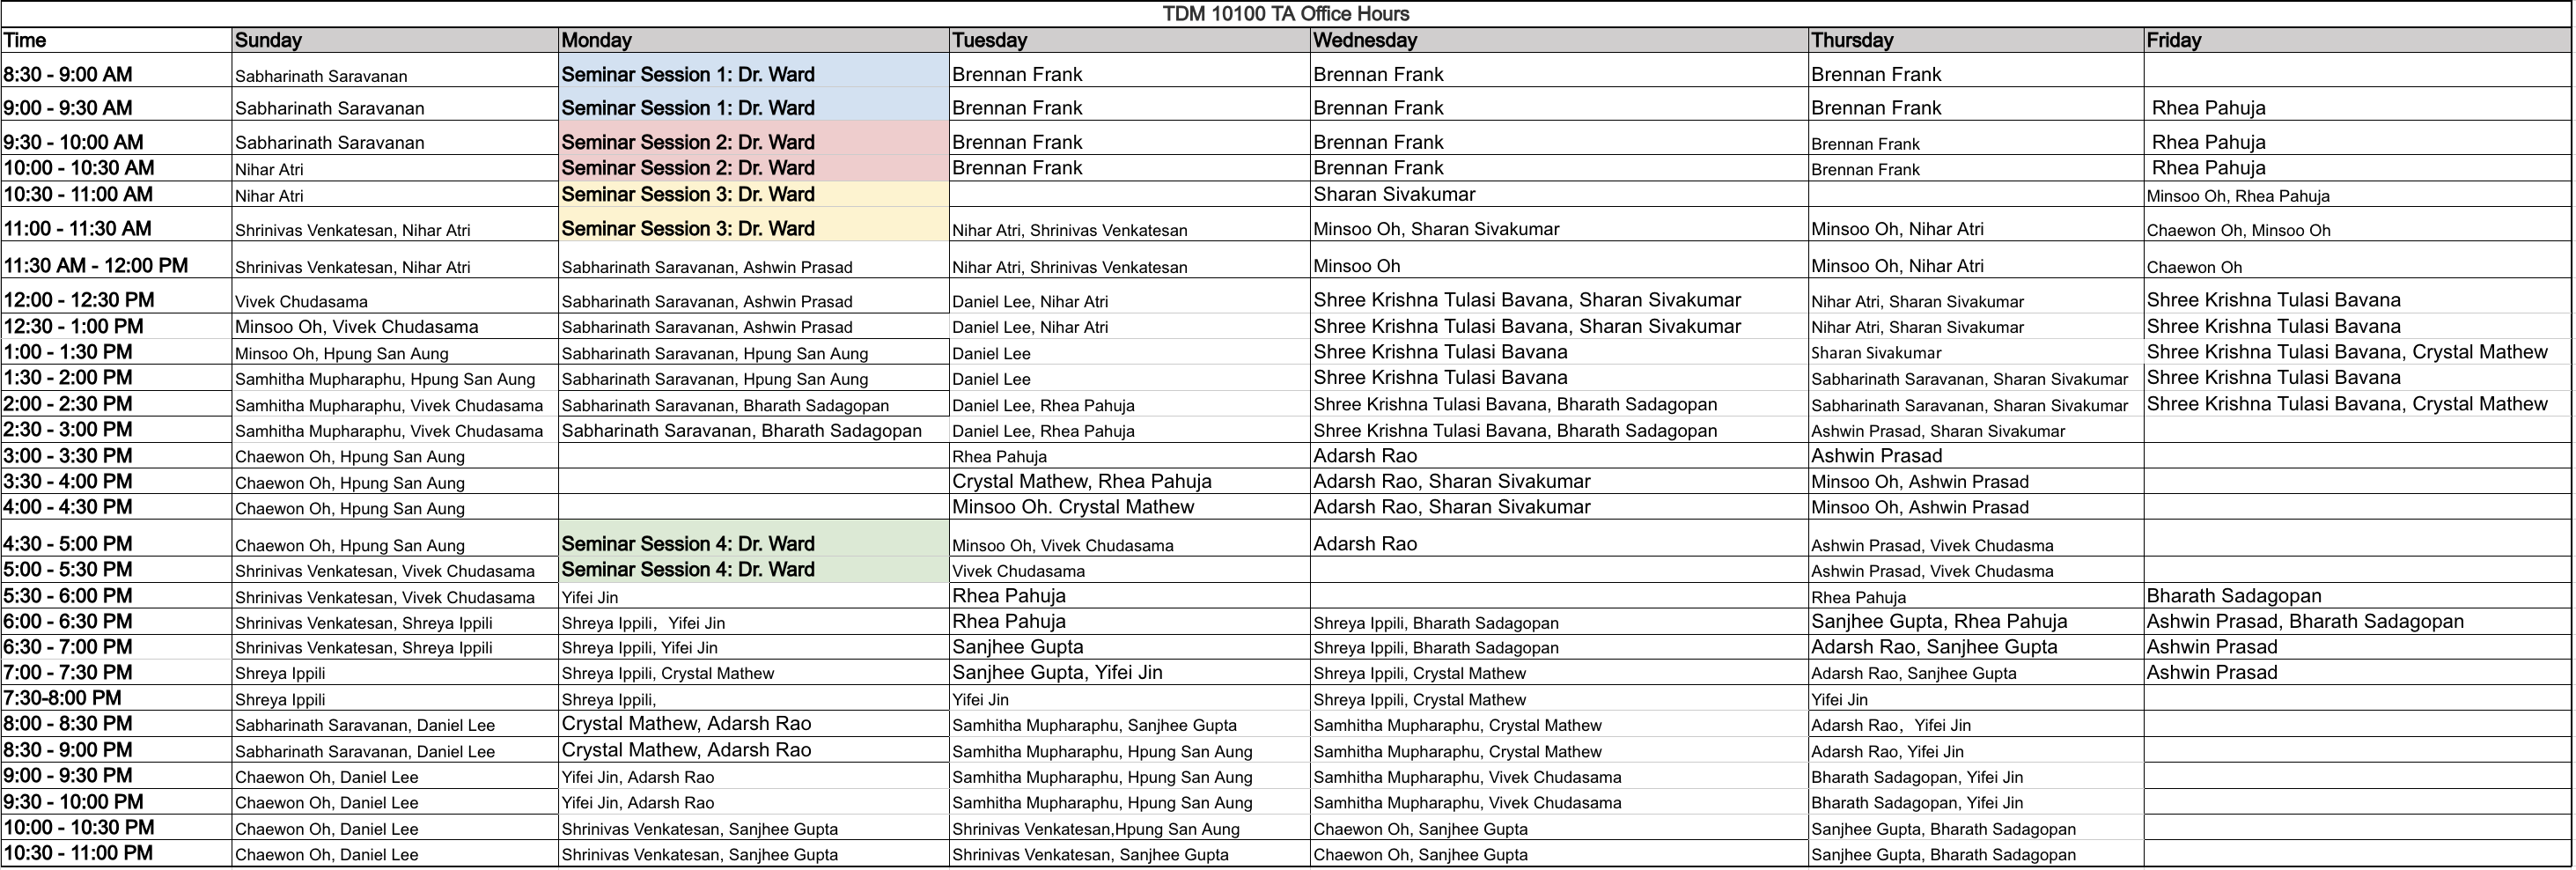 TDM 10100 TA Office Hours
Time Sunday Monday Tuesday Wednesday Thursday Friday
8:30 - 9:00 AM Sabharinath Saravanan Seminar Session 1: Dr. Ward Brennan Frank Brennan Frank Brennan Frank
9:00 - 9:30 AM Sabharinath Saravanan Seminar Session 1: Dr. Ward Brennan Frank Brennan Frank Brennan Frank Rhea Pahuja
9:30 - 10:00 AM Sabharinath Saravanan Seminar Session 2: Dr. Ward Brennan Frank Brennan Frank Brennan Frank Rhea Pahuja
10:00 - 10:30 AM Nihar Atri Seminar Session 2: Dr. Ward Brennan Frank Brennan Frank Brennan Frank Rhea Pahuja
10:30 - 11:00 AM Nihar Atri Seminar Session 3: Dr. Ward Sharan Sivakumar Minsoo Oh, Rhea Pahuja
11:00 - 11:30 AM Shrinivas Venkatesan, Nihar Atri Seminar Session 3: Dr. Ward Nihar Atri, Shrinivas Venkatesan Minsoo Oh, Sharan Sivakumar Minsoo Oh, Nihar Atri Chaewon Oh, Minsoo Oh
11:30 AM - 12:00 PM Shrinivas Venkatesan, Nihar Atri Sabharinath Saravanan, Ashwin Prasad Nihar Atri, Shrinivas Venkatesan Minsoo Oh Minsoo Oh, Nihar Atri Chaewon Oh
12:00 - 12:30 PM Vivek Chudasama Sabharinath Saravanan, Ashwin Prasad Daniel Lee, Nihar Atri Shree Krishna Tulasi Bavana, Sharan Sivakumar Nihar Atri, Sharan Sivakumar Shree Krishna Tulasi Bavana
12:30 - 1:00 PM Minsoo Oh, Vivek Chudasama Sabharinath Saravanan, Ashwin Prasad Daniel Lee, Nihar Atri Shree Krishna Tulasi Bavana, Sharan Sivakumar Nihar Atri, Sharan Sivakumar Shree Krishna Tulasi Bavana
1:00 - 1:30 PM Minsoo Oh, Hpung San Aung Sabharinath Saravanan, Hpung San Aung Daniel Lee Shree Krishna Tulasi Bavana Sharan Sivakumar Shree Krishna Tulasi Bavana, Crystal Mathew
1:30 - 2:00 PM Samhitha Mupharaphu, Hpung San Aung Sabharinath Saravanan, Hpung San Aung Daniel Lee Shree Krishna Tulasi Bavana Sabharinath Saravanan, Sharan Sivakumar Shree Krishna Tulasi Bavana
2:00 - 2:30 PM Samhitha Mupharaphu, Vivek Chudasama Sabharinath Saravanan, Bharath Sadagopan Daniel Lee, Rhea Pahuja Shree Krishna Tulasi Bavana, Bharath Sadagopan Sabharinath Saravanan, Sharan Sivakumar Shree Krishna Tulasi Bavana, Crystal Mathew
2:30 - 3:00 PM Samhitha Mupharaphu, Vivek Chudasama Sabharinath Saravanan, Bharath Sadagopan Daniel Lee, Rhea Pahuja Shree Krishna Tulasi Bavana, Bharath Sadagopan Ashwin Prasad, Sharan Sivakumar
3:00 - 3:30 PM Chaewon Oh, Hpung San Aung Rhea Pahuja Adarsh Rao Ashwin Prasad
3:30 - 4:00 PM Chaewon Oh, Hpung San Aung Crystal Mathew, Rhea Pahuja Adarsh Rao, Sharan Sivakumar Minsoo Oh, Ashwin Prasad
4:00 - 4:30 PM Chaewon Oh, Hpung San Aung Minsoo Oh. Crystal Mathew Adarsh Rao, Sharan Sivakumar Minsoo Oh, Ashwin Prasad
4:30 - 5:00 PM Chaewon Oh, Hpung San Aung Seminar Session 4: Dr. Ward Minsoo Oh, Vivek Chudasama Adarsh Rao Ashwin Prasad, Vivek Chudasma
5:00 - 5:30 PM Shrinivas Venkatesan, Vivek Chudasama Seminar Session 4: Dr. Ward Vivek Chudasama Ashwin Prasad, Vivek Chudasma
5:30 - 6:00 PM Shrinivas Venkatesan, Vivek Chudasama Yifei Jin Rhea Pahuja Rhea Pahuja Bharath Sadagopan
6:00 - 6:30 PM Shrinivas Venkatesan, Shreya Ippili Shreya Ippili, Yifei Jin Rhea Pahuja Shreya Ippili, Bharath Sadagopan Sanjhee Gupta, Rhea Pahuja Ashwin Prasad, Bharath Sadagopan
6:30 - 7:00 PM Shrinivas Venkatesan, Shreya Ippili Shreya Ippili, Yifei Jin Sanjhee Gupta Shreya Ippili, Bharath Sadagopan Adarsh Rao, Sanjhee Gupta Ashwin Prasad
7:00 - 7:30 PM Shreya Ippili Shreya Ippili, Crystal Mathew Sanjhee Gupta, Yifei Jin Shreya Ippili, Crystal Mathew Adarsh Rao, Sanjhee Gupta Ashwin Prasad
7:30-8:00 PM Shreya Ippili Shreya Ippili, Yifei Jin Shreya Ippili, Crystal Mathew Yifei Jin
8:00 - 8:30 PM Sabharinath Saravanan, Daniel Lee Crystal Mathew, Adarsh Rao Samhitha Mupharaphu, Sanjhee Gupta Samhitha Mupharaphu, Crystal Mathew Adarsh Rao, Yifei Jin
8:30 - 9:00 PM Sabharinath Saravanan, Daniel Lee Crystal Mathew, Adarsh Rao Samhitha Mupharaphu, Hpung San Aung Samhitha Mupharaphu, Crystal Mathew Adarsh Rao, Yifei Jin
9:00 - 9:30 PM Chaewon Oh, Daniel Lee Yifei Jin, Adarsh Rao Samhitha Mupharaphu, Hpung San Aung Samhitha Mupharaphu, Vivek Chudasama Bharath Sadagopan, Yifei Jin
9:30 - 10:00 PM Chaewon Oh, Daniel Lee Yifei Jin, Adarsh Rao Samhitha Mupharaphu, Hpung San Aung Samhitha Mupharaphu, Vivek Chudasama Bharath Sadagopan, Yifei Jin
10:00 - 10:30 PM Chaewon Oh, Daniel Lee Shrinivas Venkatesan, Sanjhee Gupta Shrinivas Venkatesan,Hpung San Aung Chaewon Oh, Sanjhee Gupta Sanjhee Gupta, Bharath Sadagopan
10:30 - 11:00 PM Chaewon Oh, Daniel Lee Shrinivas Venkatesan, Sanjhee Gupta Shrinivas Venkatesan, Sanjhee Gupta Chaewon Oh, Sanjhee Gupta Sanjhee Gupta, Bharath Sadagopan